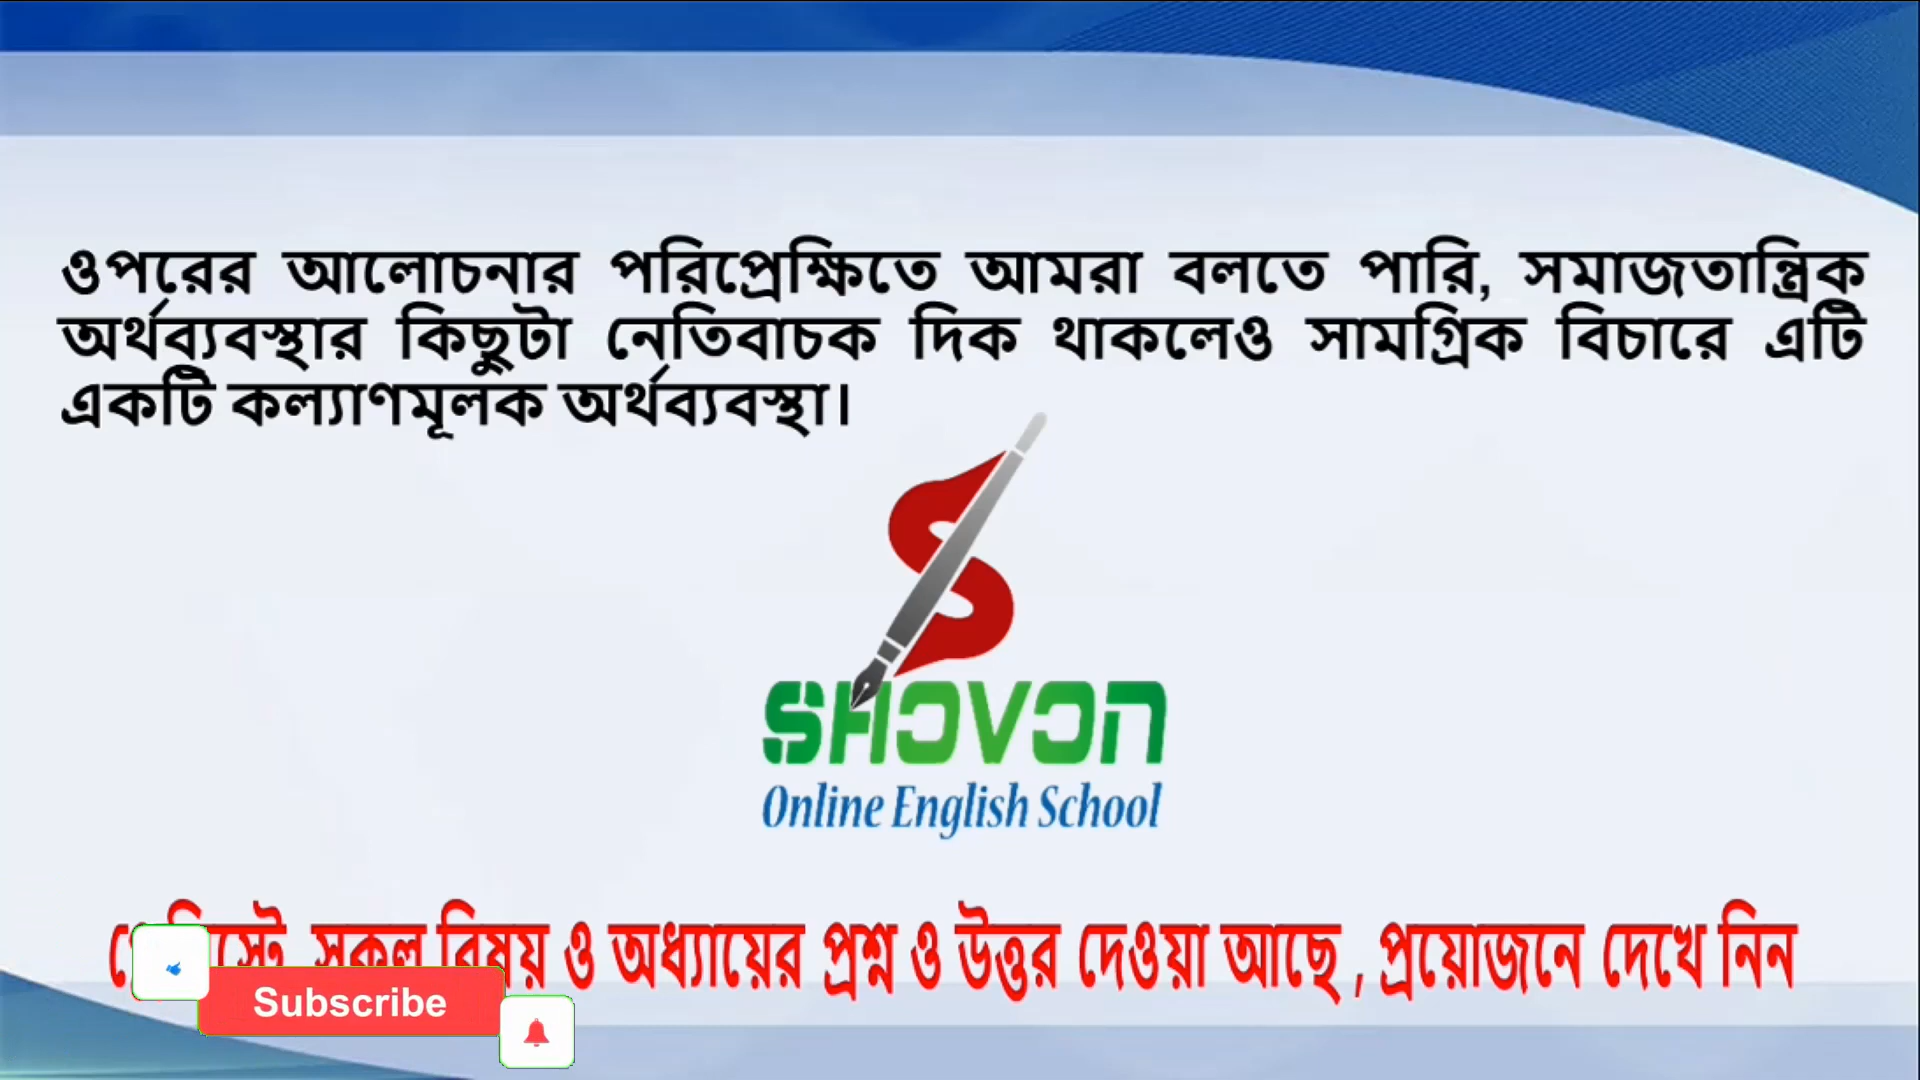 ওপরের আলোচনার পরিপ্রেক্ষিতে আমরা বলতে পারি, সমাজতান্ত্রিক
অর্থব্যবস্থার কিছুটা নেতিবাচক দিক থাকলেও সামগ্রিক বিচারে এটি
একটি কল্যাণমূলক অর্থব্যবস্থা।
SHOVON
Online English School
সকল বিষয় ও অধ্যায়ের প্রশ্ন ও উত্তর দেওয়া আছে , প্রয়োজনে দেখে নিন
Subscribe